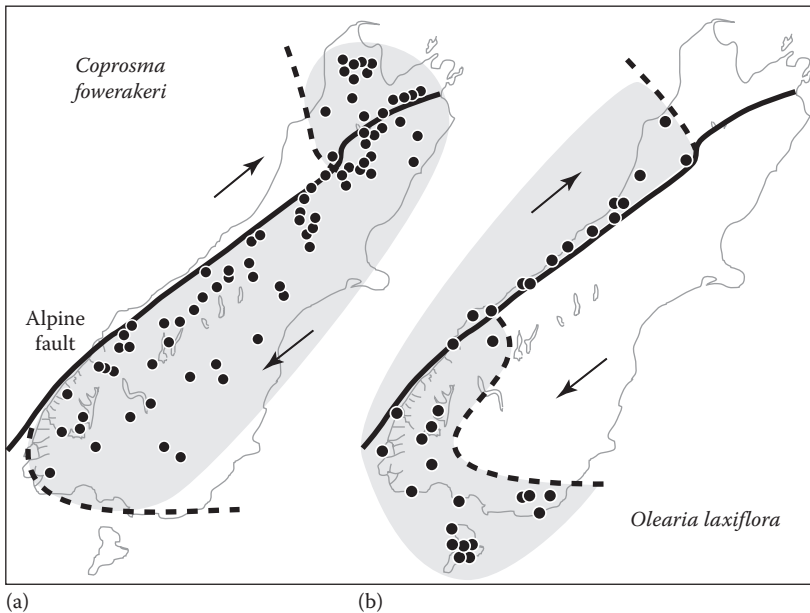 Coprosma
fowerakeri
Alpine
fault
Olearia laxiflora
(a)
(b)